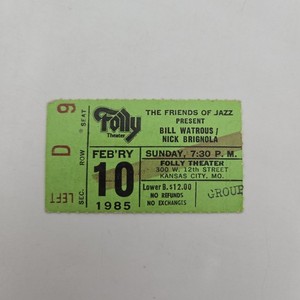 SEAT 9
ROW D
SEC. LEFT
Folly
Theater
FEB'RY
10
1985
THE FRIENDS OF JAZZ
PRESENT
BILL WATROUS/
NICK BRIGNOLA
SUNDAY, 7:30 P.M.
FOLLY THEATER
300 W. 12TH STREET
KANSAS CITY, MO.
Lower B. $12.00
NO REFUNDS
NO EXCHANGES
GROUP